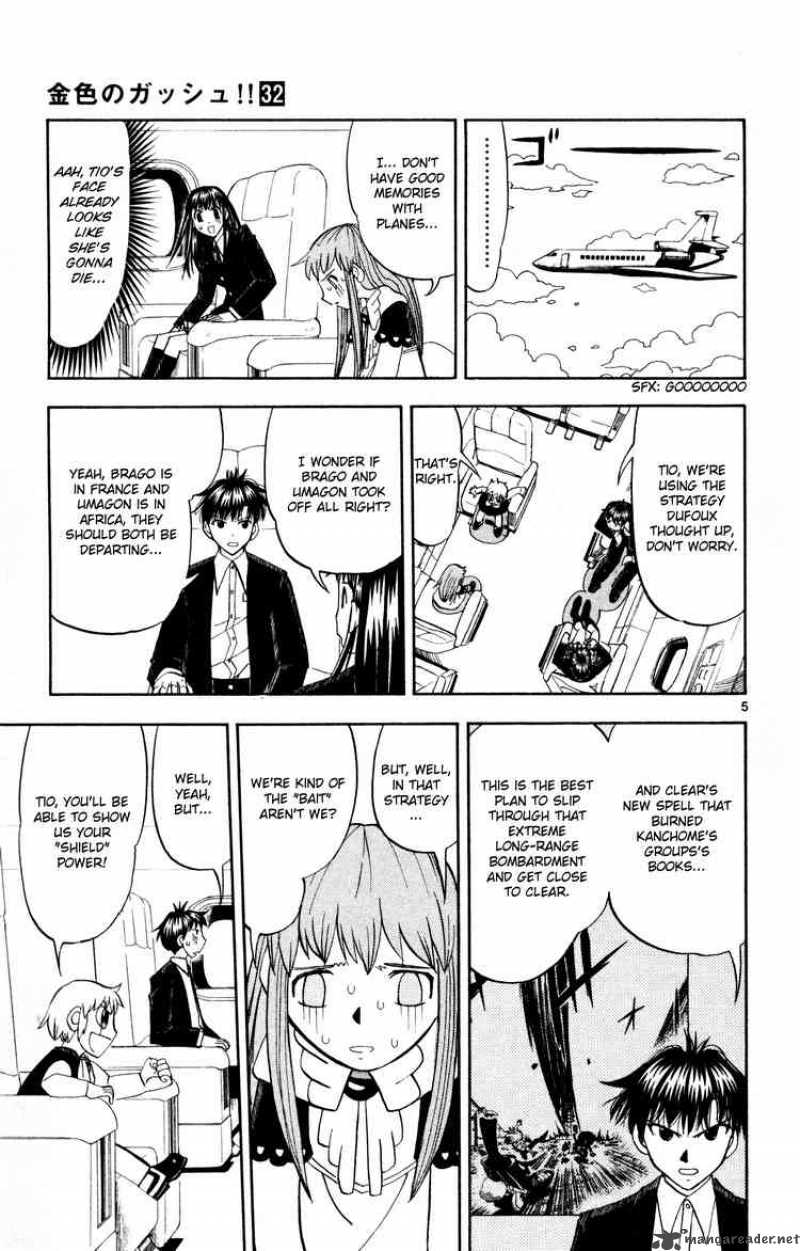 金色のガッシュ!! 32
ゴ
SFX: GOOOOOOOO
I... DON'T
HAVE GOOD
MEMORIES
WITH
PLANES...
AAH, TIO'S
FACE
ALREADY
LOOKS
LIKE
SHE'S
GONNA
DIE...
TIO, WE'RE
USING THE
STRATEGY
DUFOUX
THOUGHT UP,
DON'T WORRY.
THAT'S
RIGHT.
I WONDER IF
BRAGO AND
UMAGON TOOK
OFF ALL RIGHT?
YEAH, BRAGO IS
IN FRANCE AND
UMAGON IS IN
AFRICA, THEY
SHOULD BOTH BE
DEPARTING...
5
AND CLEAR'S
NEW SPELL THAT
BURNED
KANCHOME'S
GROUPS'S
BOOKS...
THIS IS THE BEST
PLAN TO SLIP
THROUGH THAT
EXTREME
LONG-RANGE
BOMBARDMENT
AND GET CLOSE
TO CLEAR.
BUT, WELL,
IN THAT
STRATEGY
...
WE'RE KIND OF
THE "BAIT"
AREN'T WE?
WELL,
YEAH,
BUT...
TIO, YOU'LL BE
ABLE TO SHOW
US YOUR
"SHIELD"
POWER!
mangareader.net